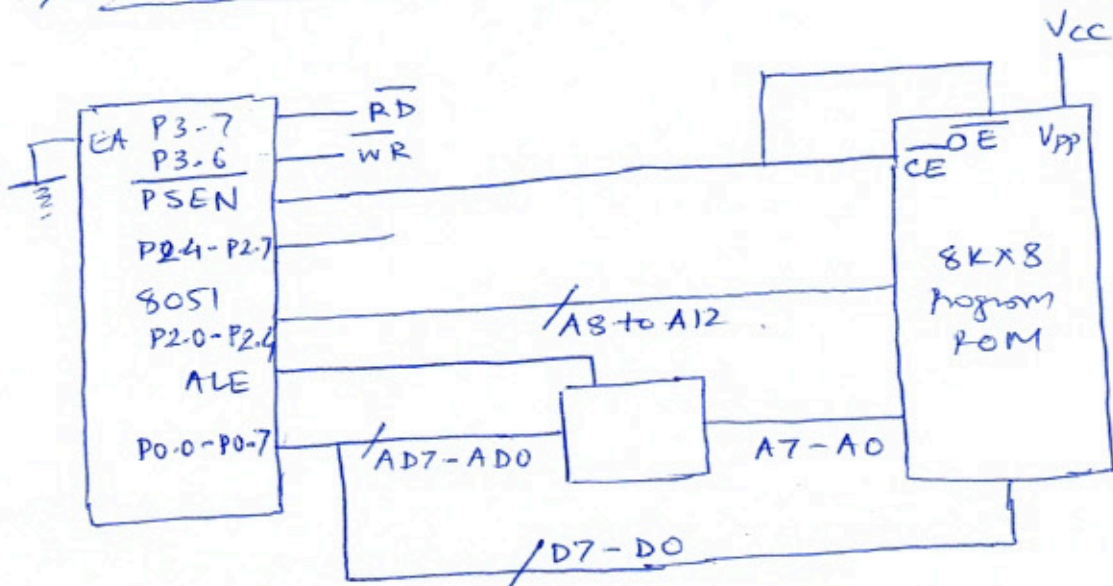 VCC
EA P3.7 RD
P3.6 WR
PSEN
P2.4-P2.7
8051
P2.0-P2.4
ALE
P0.0-P0.7
A8 to A12
AD7-AD0
A7-A0
D7-D0
CE OE VPP
8K×8
Program
ROM